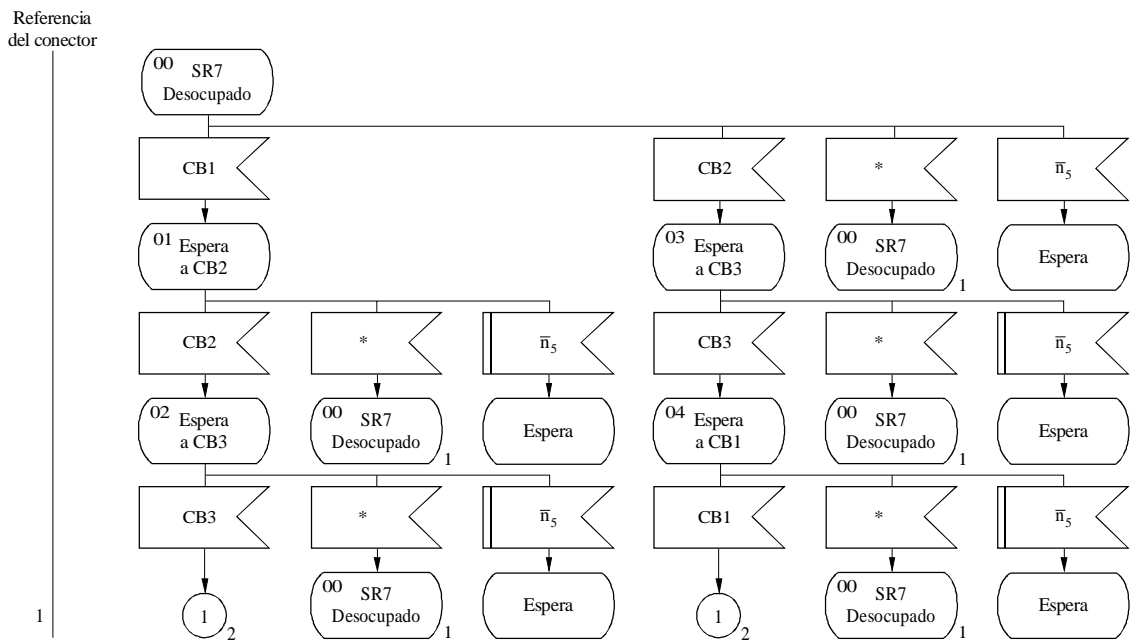 Referencia
del conector
00
SR7
Desocupado
CB1
CB2
*
n̅5
01
Espera
a CB2
03
Espera
a CB3
00
SR7
Desocupado
1
Espera
CB2
*
n̅5
CB3
*
n̅5
02
Espera
a CB3
00
SR7
Desocupado
1
Espera
04
Espera
a CB1
00
SR7
Desocupado
1
Espera
CB3
*
n̅5
CB1
*
n̅5
1
1
2
00
SR7
Desocupado
1
Espera
1
2
00
SR7
Desocupado
1
Espera